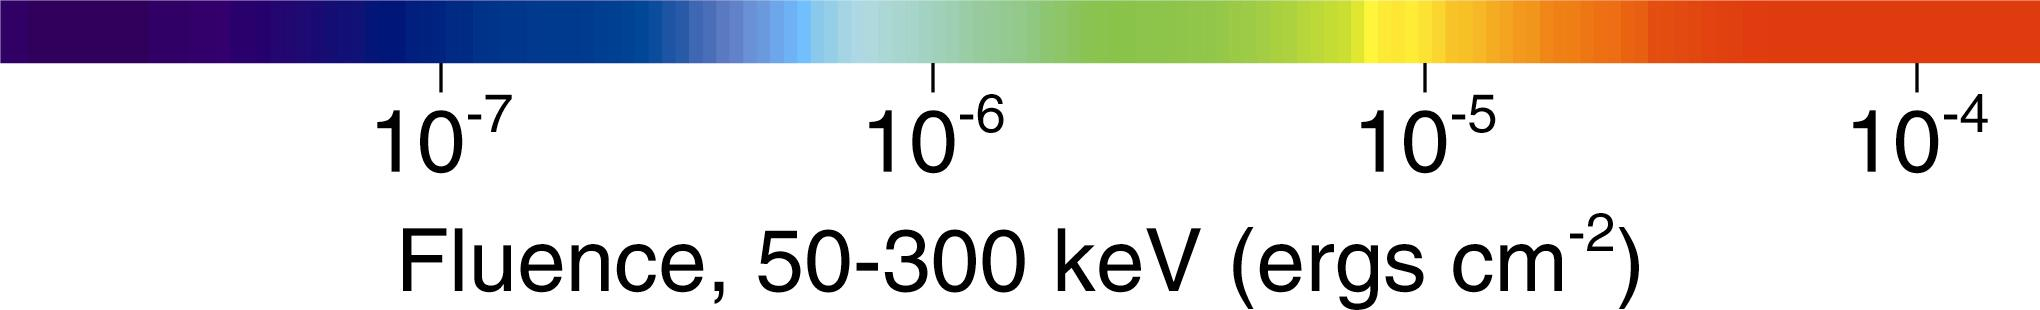 10⁻⁷ 10⁻⁶ 10⁻⁵ 10⁻⁴
Fluence, 50-300 keV (ergs cm⁻²)